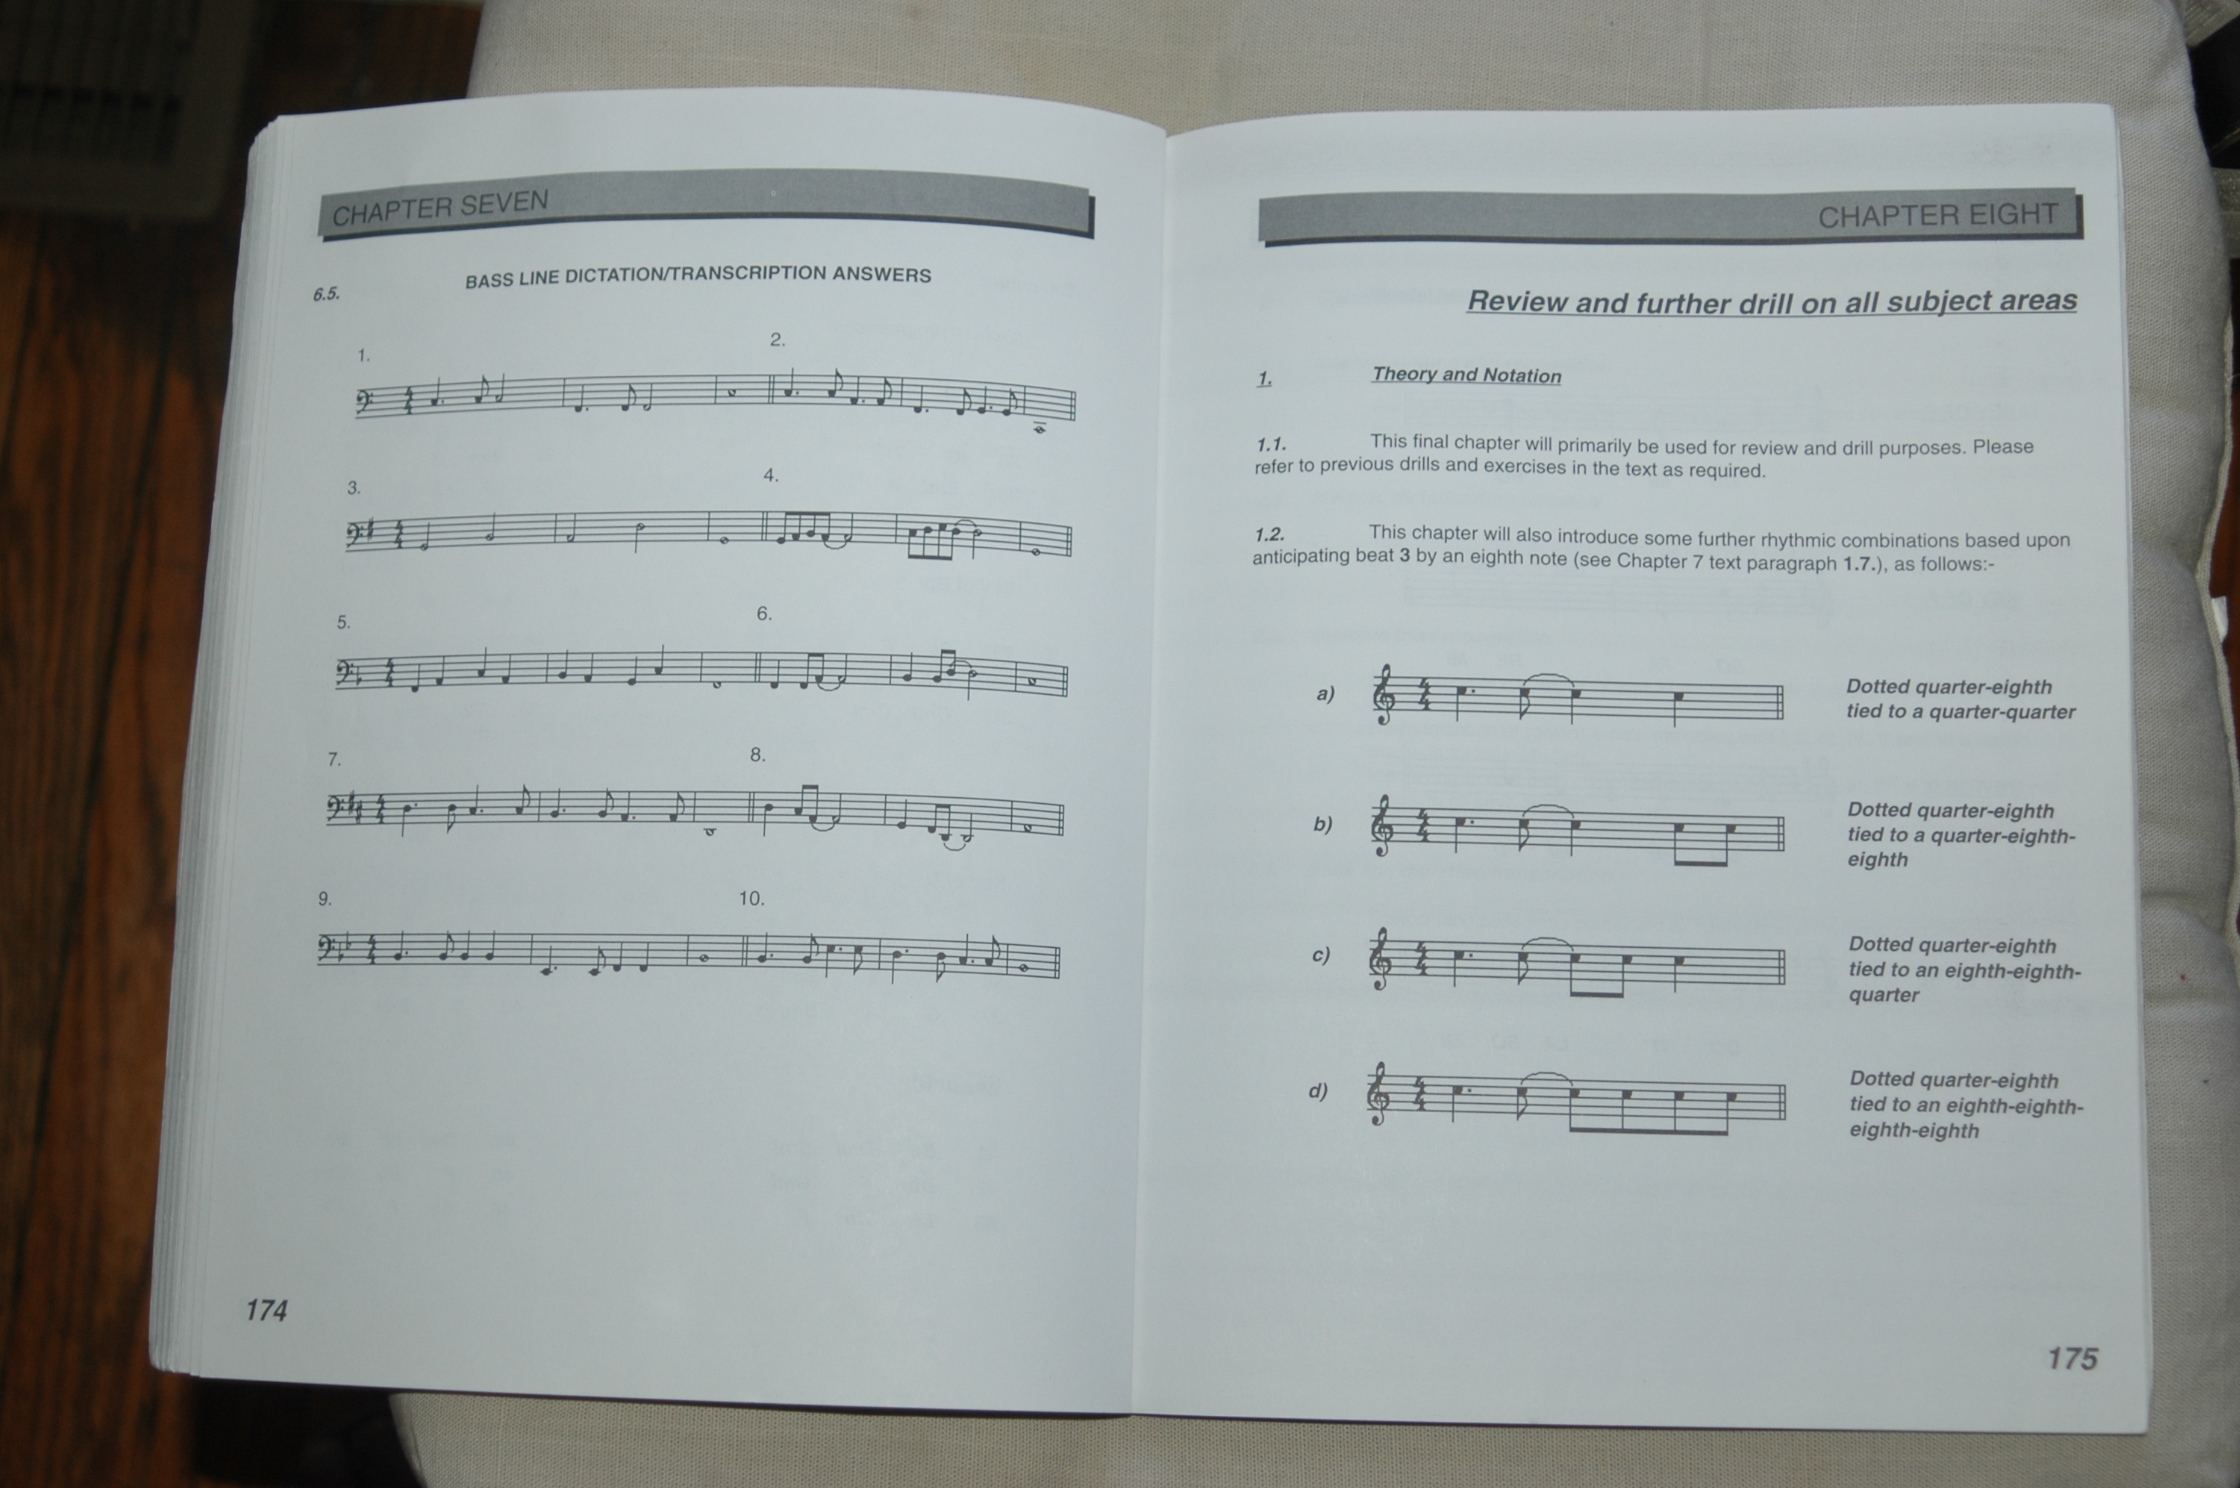 CHAPTER SEVEN
6.5. BASS LINE DICTATION/TRANSCRIPTION ANSWERS
1. 2.
3. 4.
5. 6.
7. 8.
9. 10.
174
CHAPTER EIGHT
Review and further drill on all subject areas
1. Theory and Notation
1.1. This final chapter will primarily be used for review and drill purposes. Please
refer to previous drills and exercises in the text as required.
1.2. This chapter will also introduce some further rhythmic combinations based upon
anticipating beat 3 by an eighth note (see Chapter 7 text paragraph 1.7.), as follows:-
a) Dotted quarter-eighth
tied to a quarter-quarter
b) Dotted quarter-eighth
tied to a quarter-eighth-
eighth
c) Dotted quarter-eighth
tied to an eighth-eighth-
quarter
d) Dotted quarter-eighth
tied to an eighth-eighth-
eighth-eighth
175